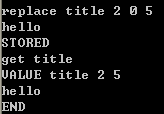 replace title 2 0 5
hello
STORED
get title
VALUE title 2 5
hello
END